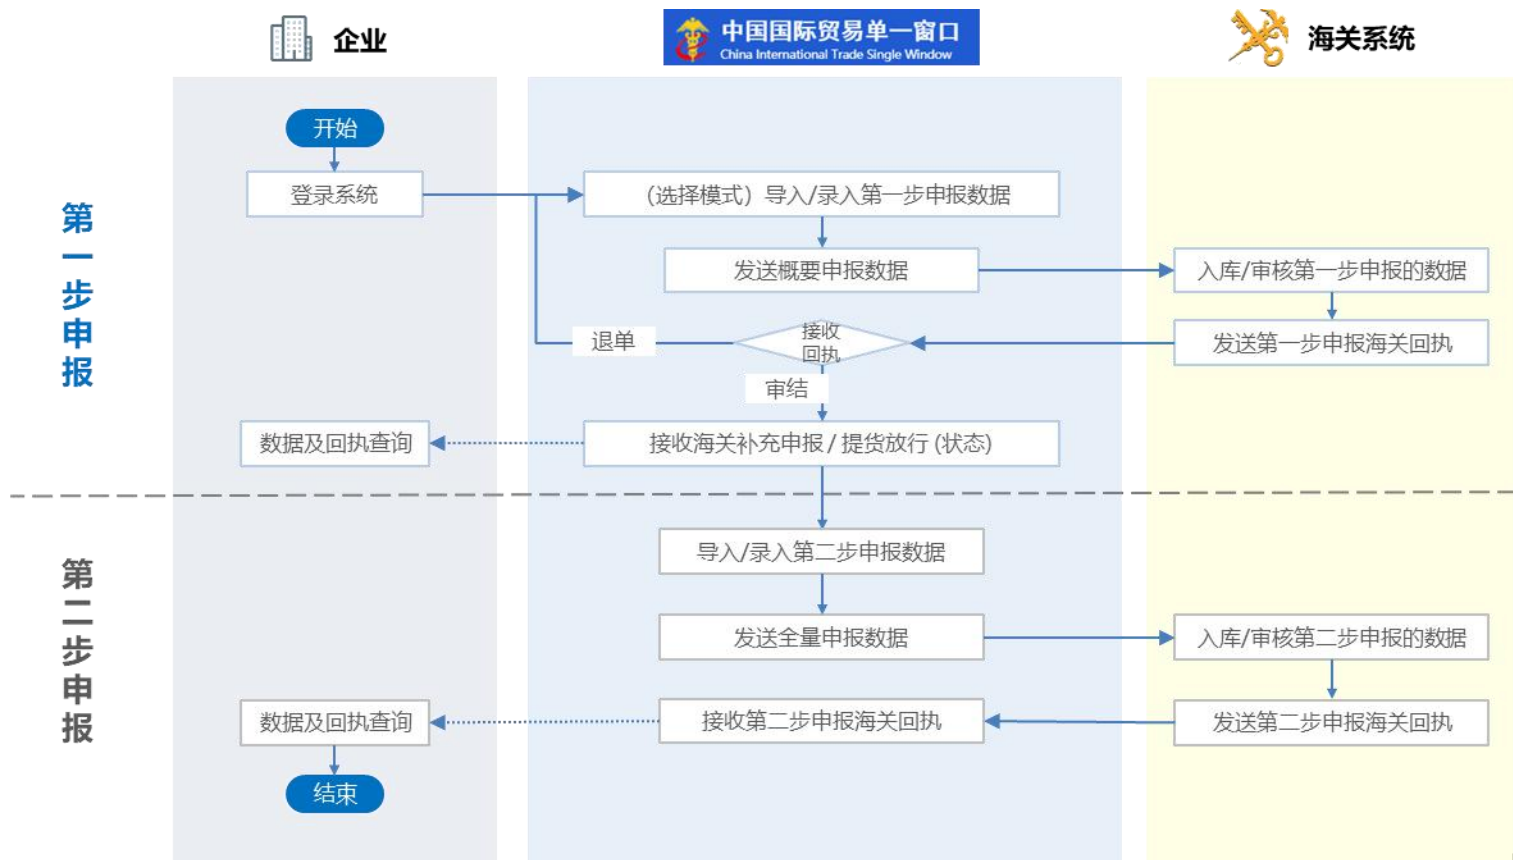 企业
中国国际贸易单一窗口
China International Trade Single Window
海关系统
第一步申报
开始
登录系统
（选择模式）导入/录入第一步申报数据
发送概要申报数据
入库/审核第一步申报的数据
退单
接收
回执
发送第一步申报海关回执
审结
数据及回执查询
接收海关补充申报 / 提货放行 (状态)
第二步申报
导入/录入第二步申报数据
发送全量申报数据
入库/审核第二步申报的数据
数据及回执查询
接收第二步申报海关回执
发送第二步申报海关回执
结束